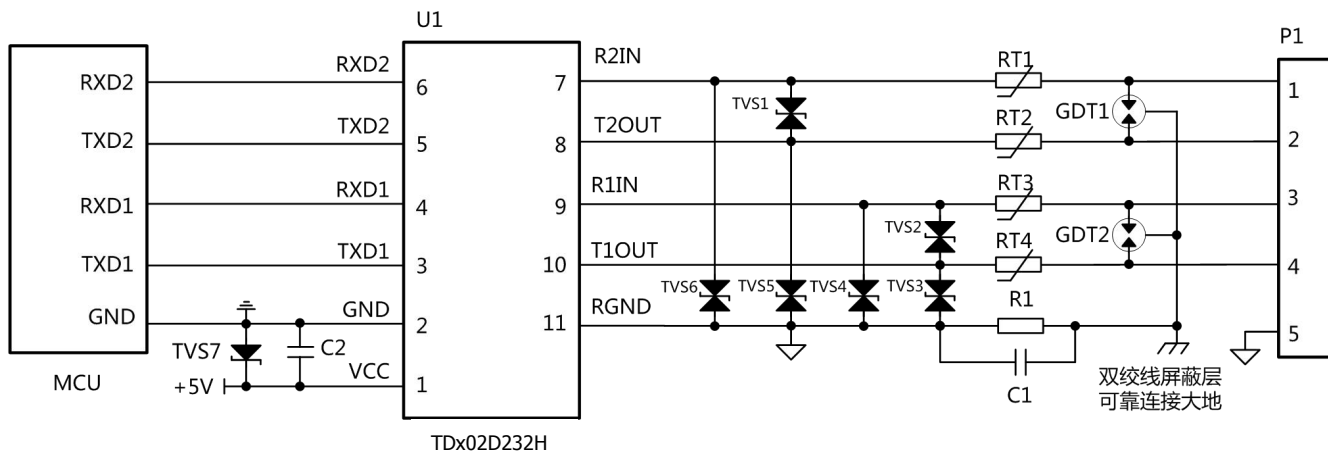 U1
P1
RXD2
RXD2
6
7
R2IN
RT1
1
TVS1
GDT1
TXD2
TXD2
5
8
T2OUT
RT2
2
RXD1
RXD1
4
9
R1IN
RT3
3
TVS2
GDT2
TXD1
TXD1
3
10
T1OUT
RT4
4
TVS6
TVS5
TVS4
TVS3
GND
GND
2
11
RGND
R1
5
TVS7
C2
+5V
VCC
1
C1
MCU
双绞线屏蔽层
可靠连接大地
TDx02D232H